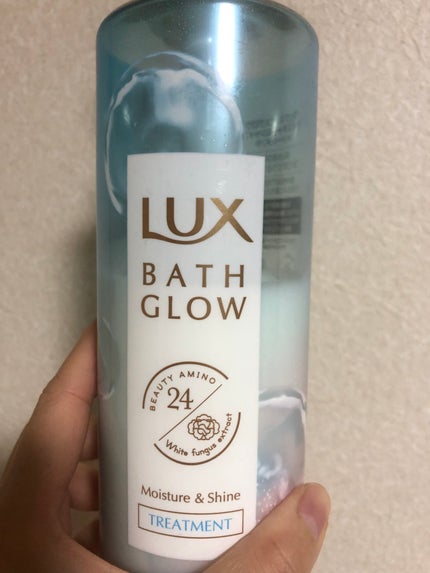 LUX
BATH
GLOW
BEAUTY AMINO
24
White fungus extract
Moisture & Shine
TREATMENT